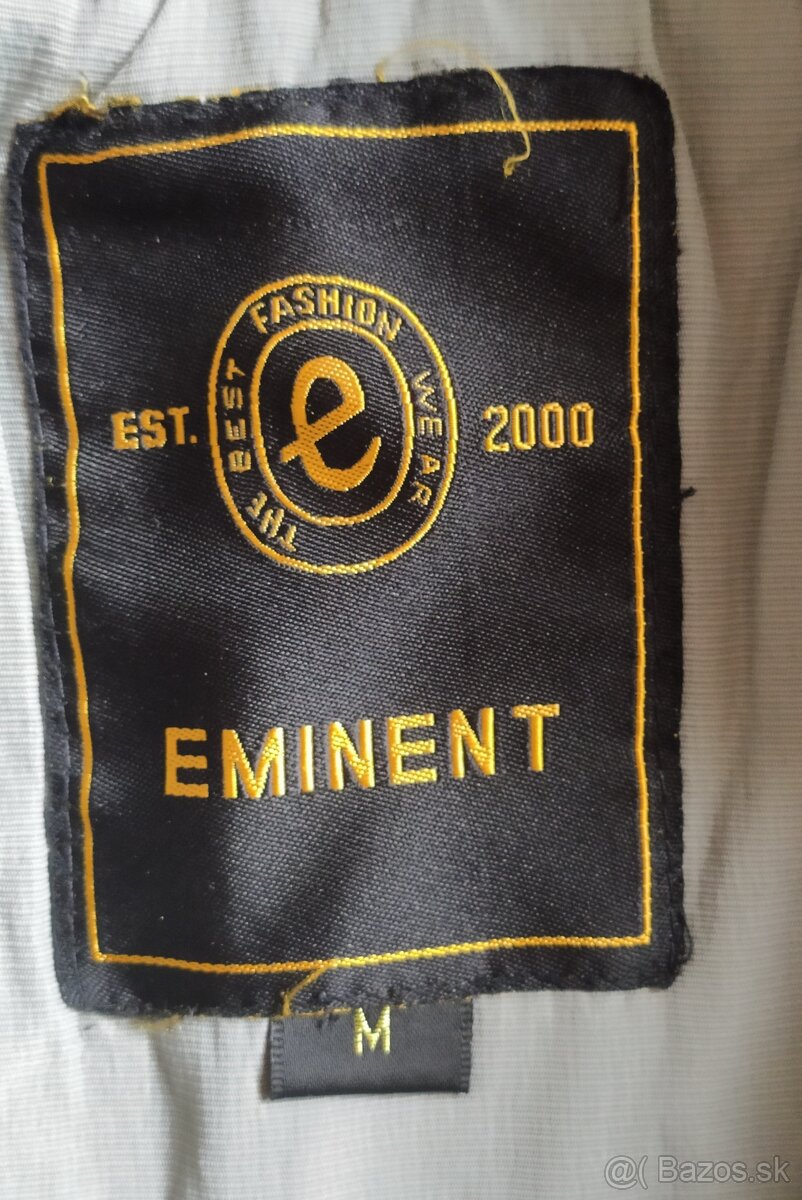 THE BEST FASHION WEAR
e
EST. 2000
EMINENT
M
@( Bazos.sk